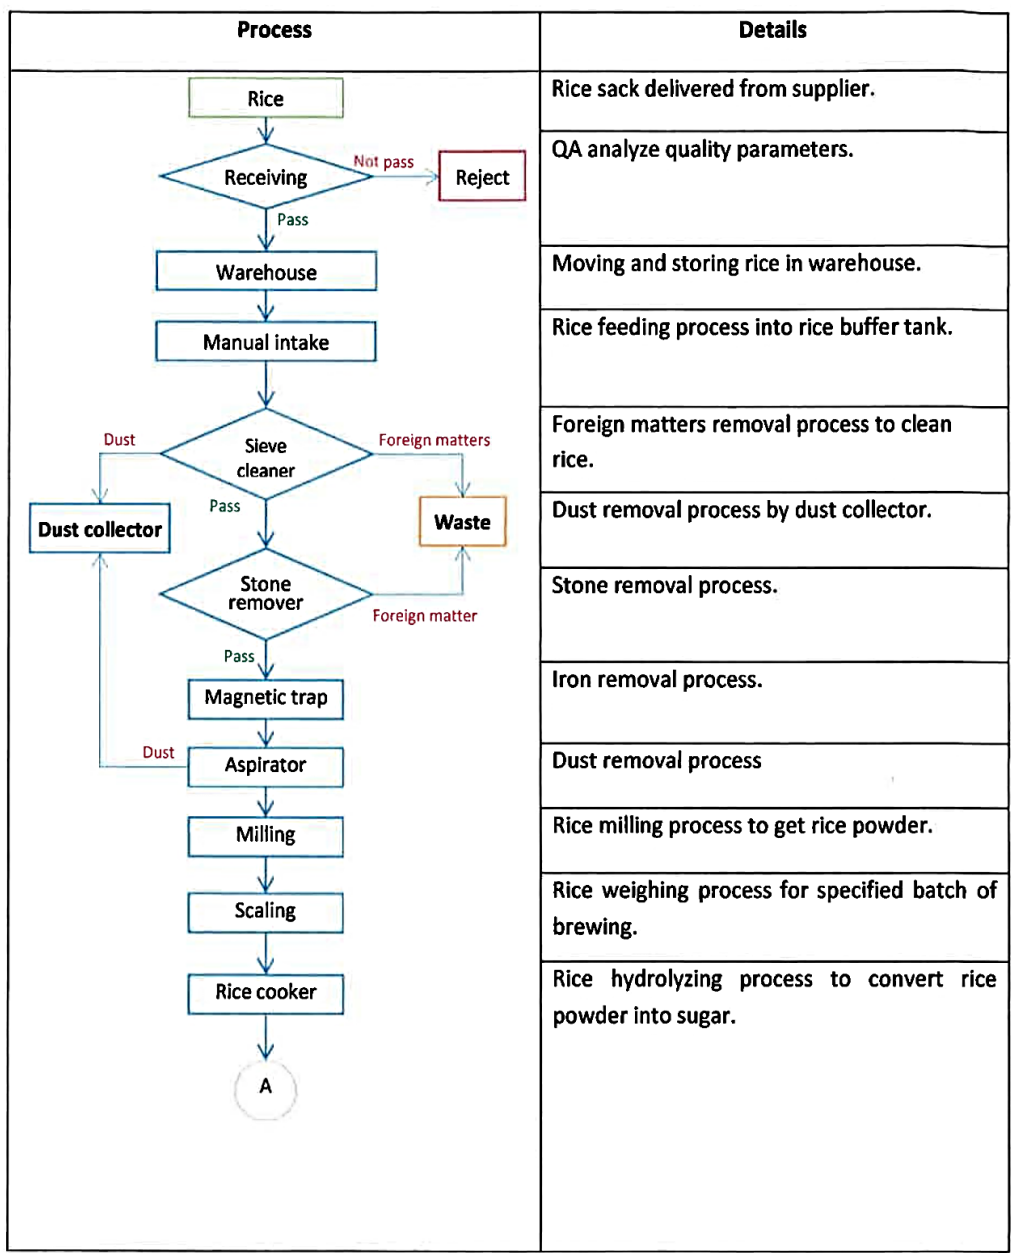 Process
Details
Rice
Rice sack delivered from supplier.
Receiving
Not pass
Reject
QA analyze quality parameters.
Pass
Warehouse
Moving and storing rice in warehouse.
Manual intake
Rice feeding process into rice buffer tank.
Dust
Sieve
cleaner
Foreign matters
Foreign matters removal process to clean
rice.
Pass
Dust collector
Waste
Dust removal process by dust collector.
Stone
remover
Foreign matter
Stone removal process.
Pass
Magnetic trap
Iron removal process.
Dust
Aspirator
Dust removal process
Milling
Rice milling process to get rice powder.
Scaling
Rice weighing process for specified batch of
brewing.
Rice cooker
Rice hydrolyzing process to convert rice
powder into sugar.
A